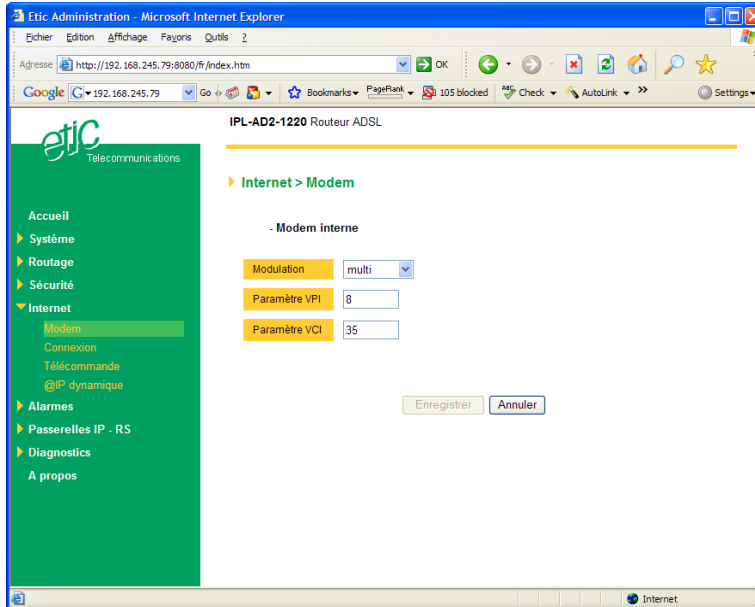 Etic Administration - Microsoft Internet Explorer
Fichier Edition Affichage Favoris Outils ?
Adresse http://192.168.245.79:8080/fr/index.htm OK
Google G 192.168.245.79 Go Bookmarks PageRank 105 blocked ABC Check AutoLink >> Settings
etic
Telecommunications
IPL-AD2-1220 Routeur ADSL
Internet > Modem
- Modem interne
Modulation multi
Paramètre VPI 8
Paramètre VCI 35
Enregistrer Annuler
Accueil
Système
Routage
Sécurité
Internet
Modem
Connexion
Télécommande
@IP dynamique
Alarmes
Passerelles IP - RS
Diagnostics
A propos
Internet